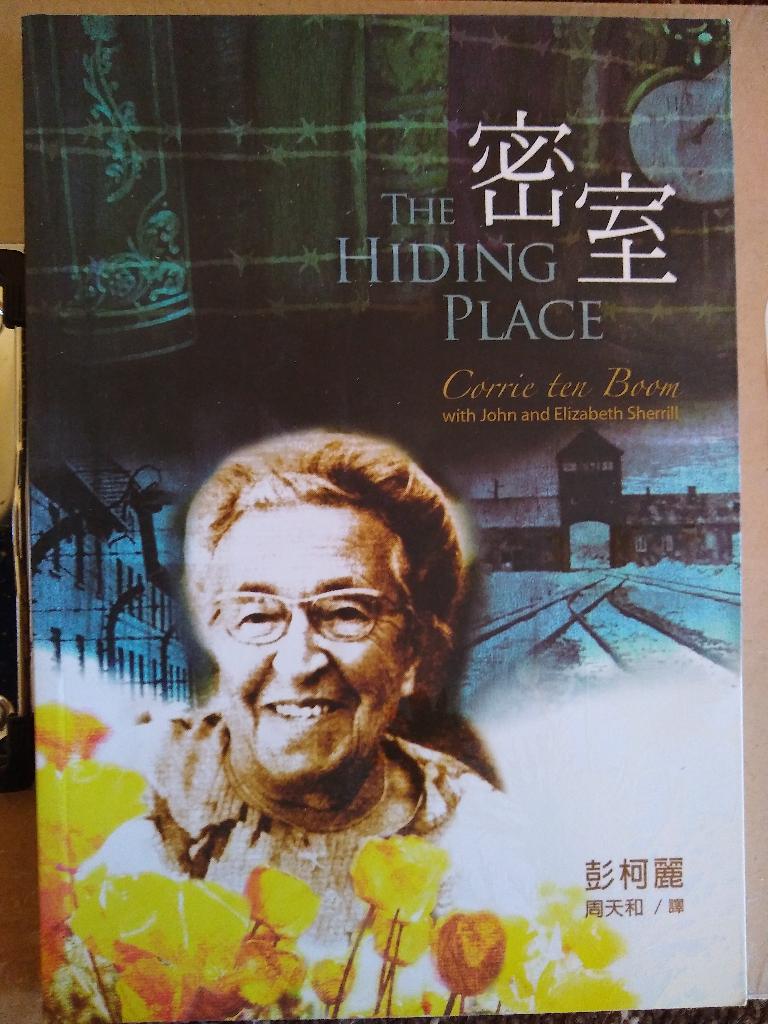 密室
THE
HIDING
PLACE
Corrie ten Boom
with John and Elizabeth Sherrill
彭柯麗
周天和 / 譯